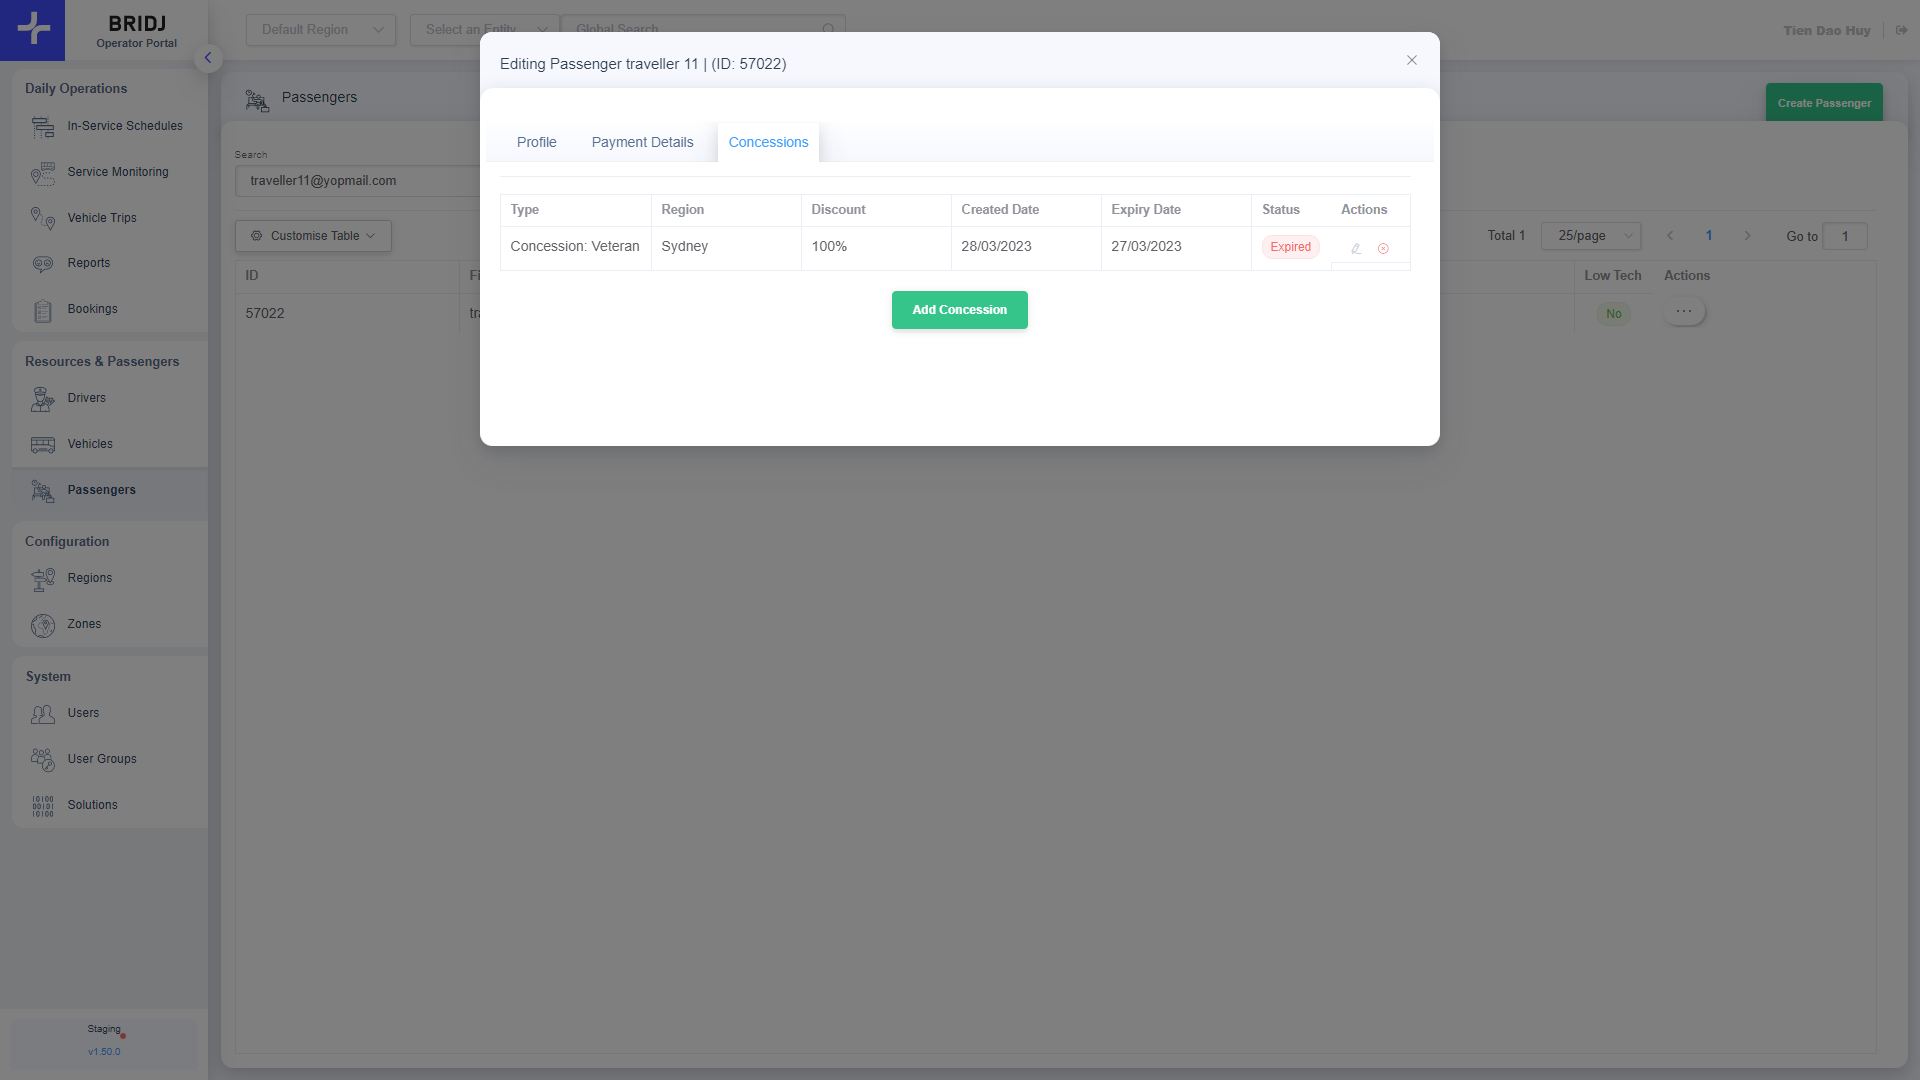 BRIDJ
Operator Portal
Default Region
Select an Entity
Global Search
Tien Dao Huy
Daily Operations
In-Service Schedules
Service Monitoring
Vehicle Trips
Reports
Bookings
Resources & Passengers
Drivers
Vehicles
Passengers
Configuration
Regions
Zones
System
Users
User Groups
Solutions
Staging
v1.50.0
Passengers
Create Passenger
Search
traveller11@yopmail.com
Customise Table
Total 1
25/page
1
Go to
1
ID
Low Tech
Actions
57022
No
Editing Passenger traveller 11 | (ID: 57022)
Profile
Payment Details
Concessions
Type
Region
Discount
Created Date
Expiry Date
Status
Actions
Concession: Veteran
Sydney
100%
28/03/2023
27/03/2023
Expired
Add Concession